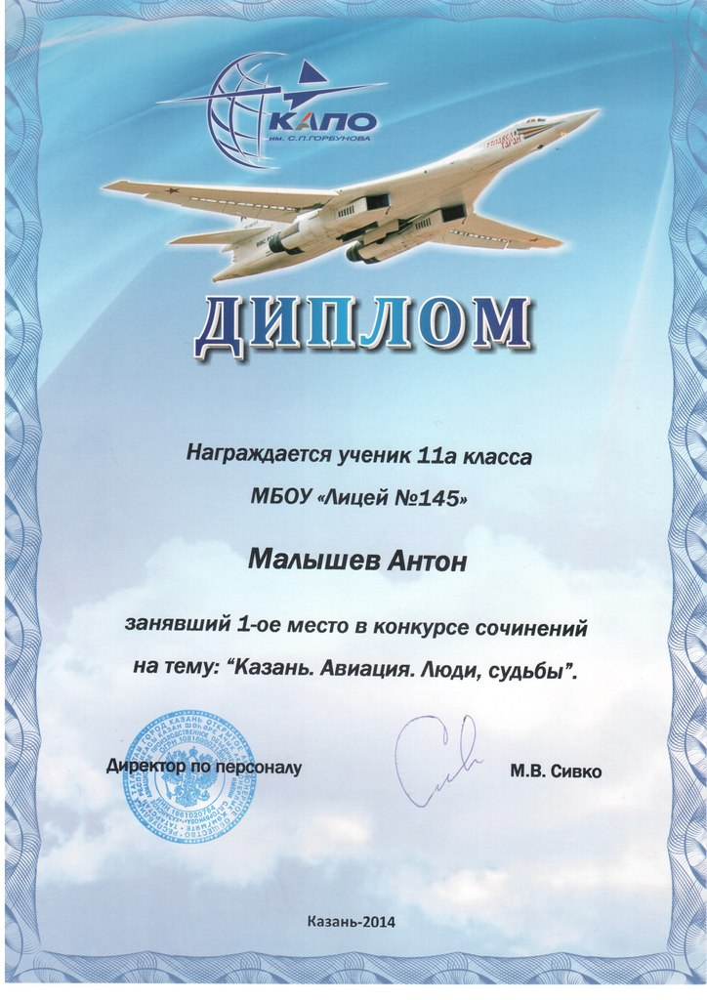 КАПО
ИМ. С.П.ГОРБУНОВА
ДИПЛОМ
Награждается ученик 11а класса
МБОУ «Лицей №145»
Малышев Антон
занявший 1-ое место в конкурсе сочинений
на тему: “Казань. Авиация. Люди, судьбы”.
Директор по персоналу
М.В. Сивко
Казань-2014